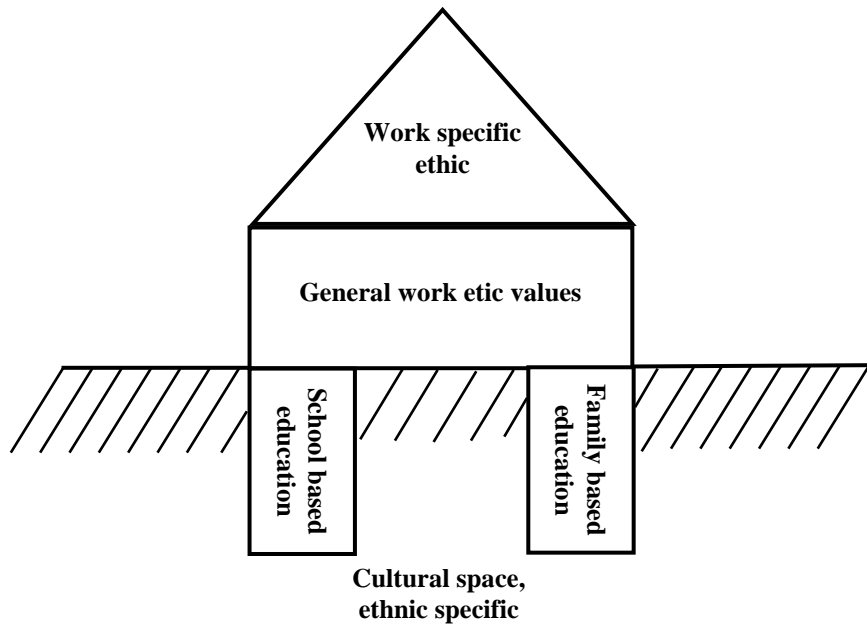 Work specific
ethic
General work etic values
School based
education
Family based
education
Cultural space,
ethnic specific